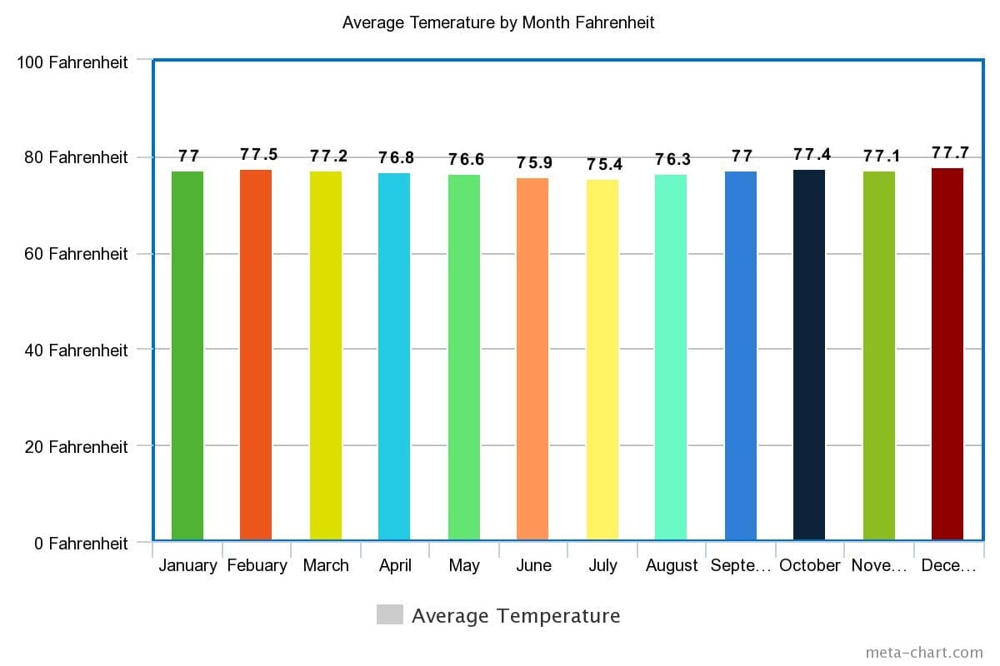 Average Temerature by Month Fahrenheit
100 Fahrenheit
80 Fahrenheit
60 Fahrenheit
40 Fahrenheit
20 Fahrenheit
0 Fahrenheit
77 77.5 77.2 76.8 76.6 75.9 75.4 76.3 77 77.4 77.1 77.7
January Febuary March April May June July August Septe... October Nove... Dece...
Average Temperature
meta-chart.com